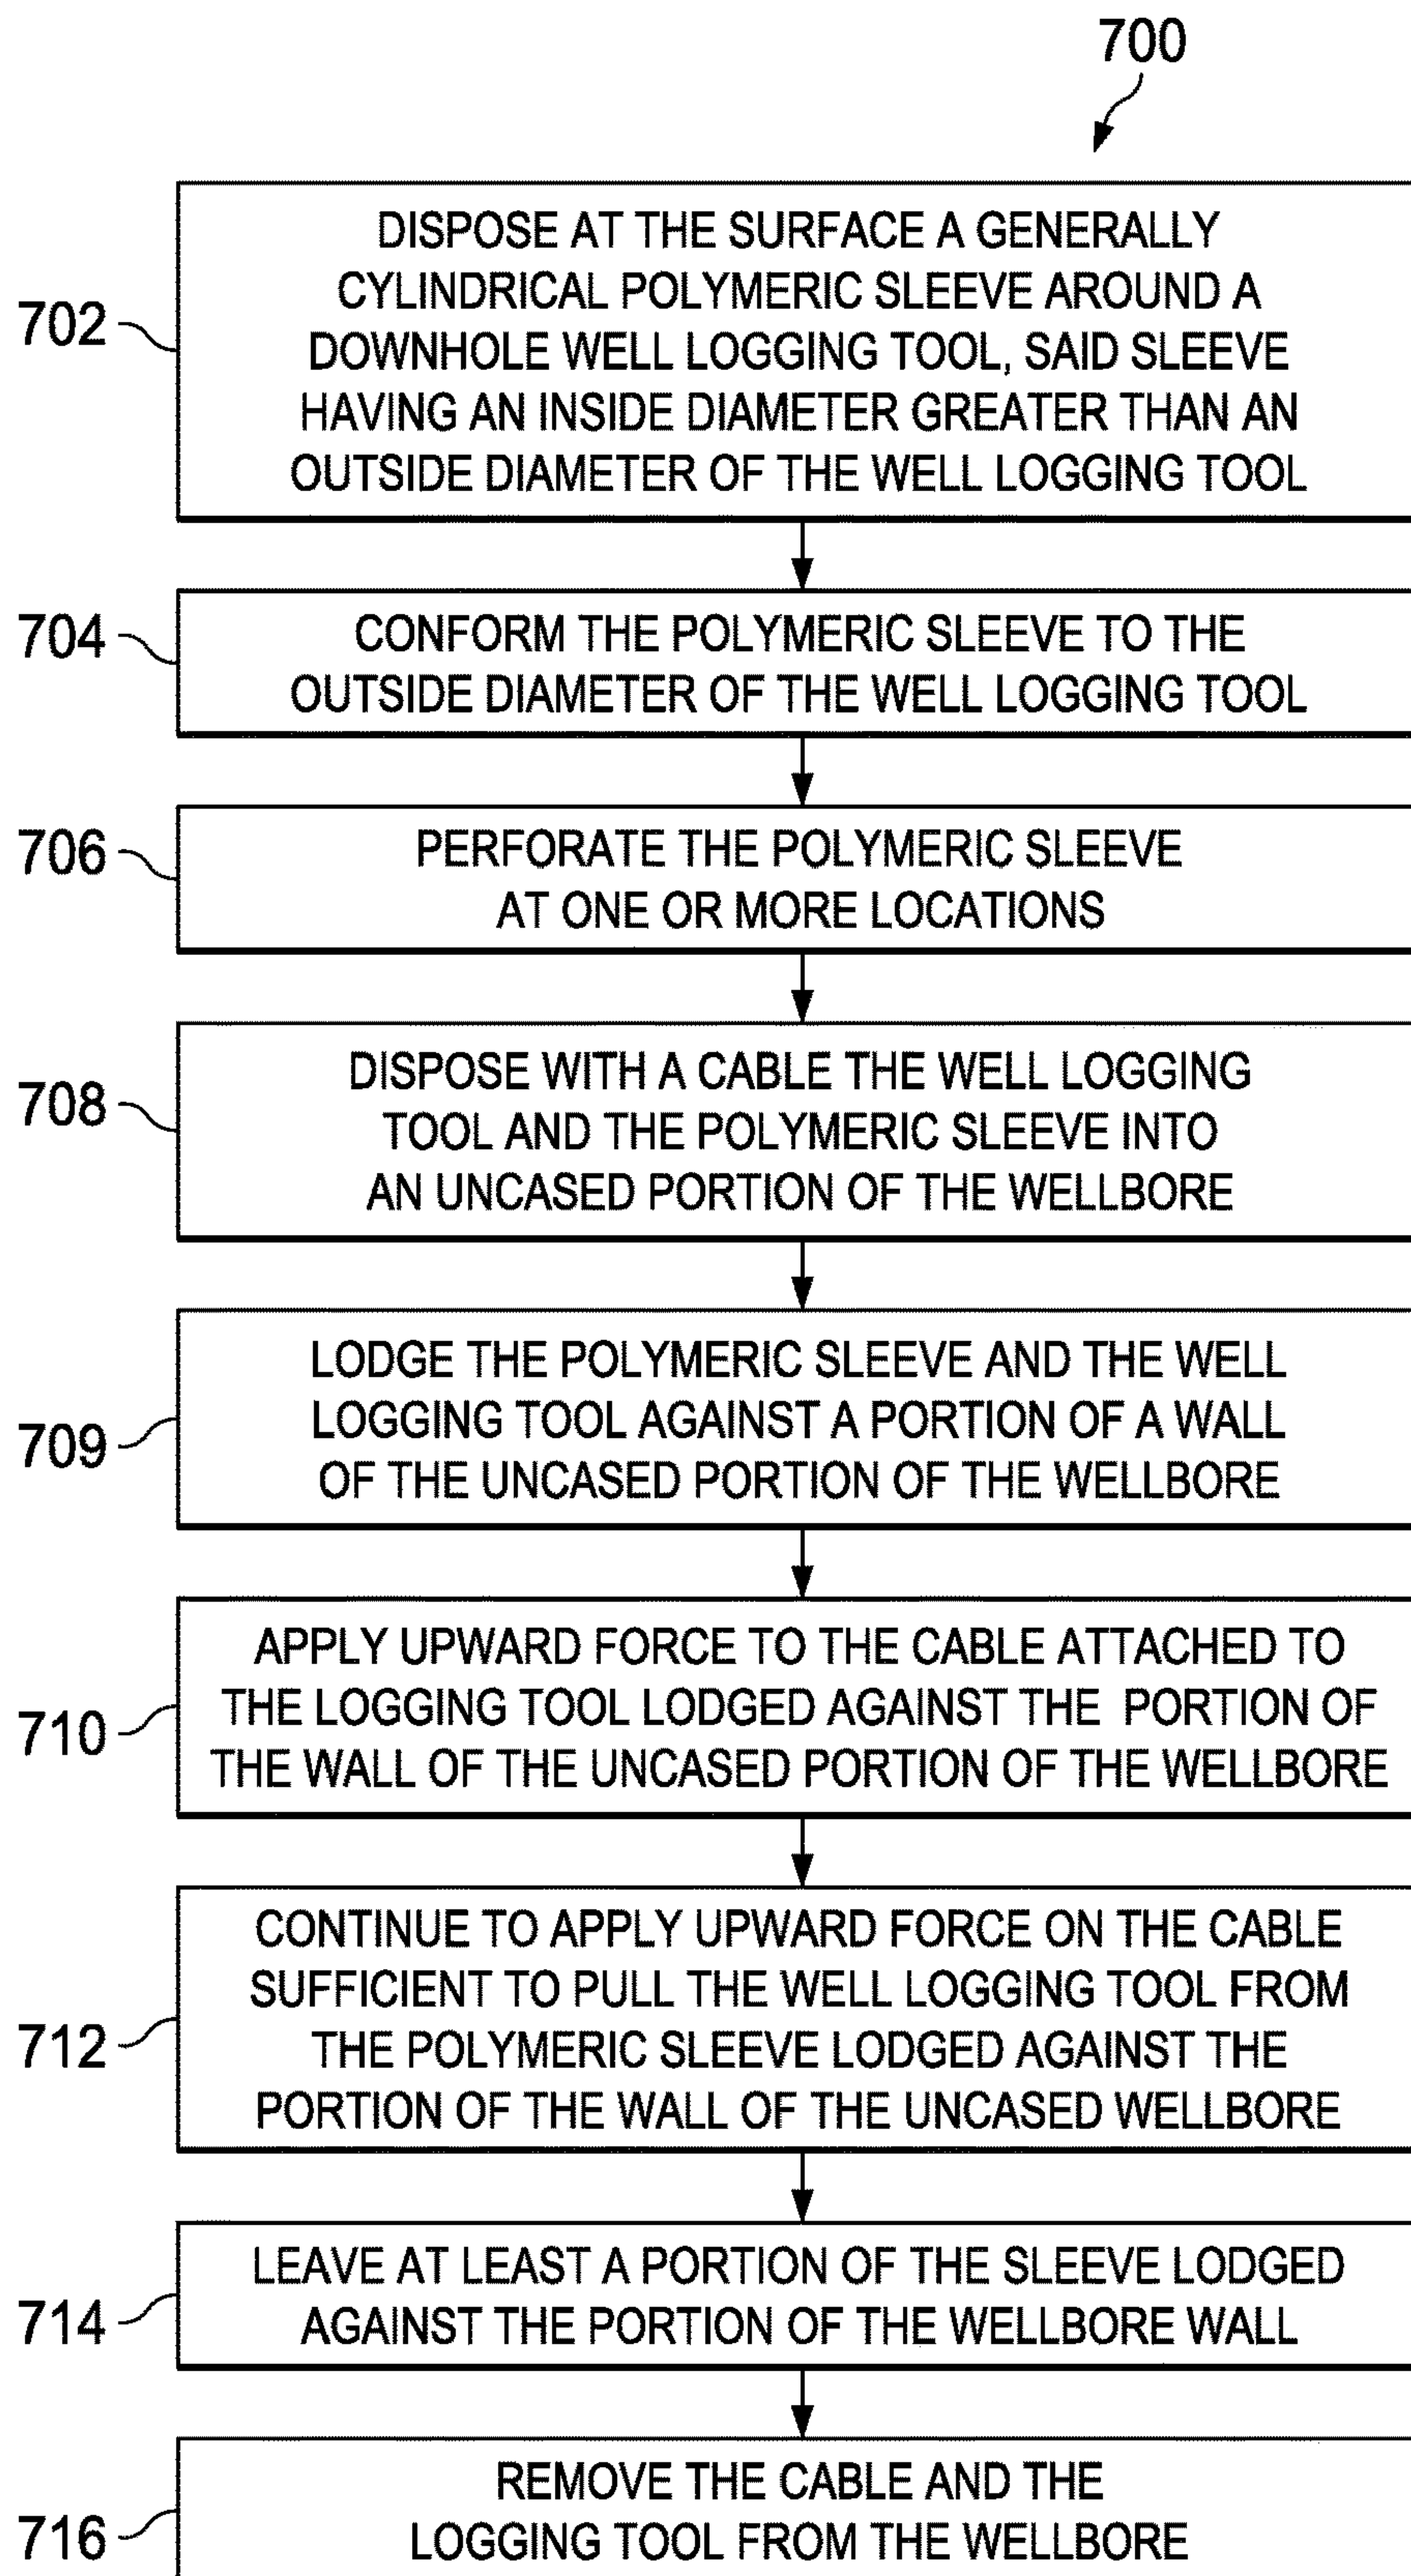 700
702
DISPOSE AT THE SURFACE A GENERALLY
CYLINDRICAL POLYMERIC SLEEVE AROUND A
DOWNHOLE WELL LOGGING TOOL, SAID SLEEVE
HAVING AN INSIDE DIAMETER GREATER THAN AN
OUTSIDE DIAMETER OF THE WELL LOGGING TOOL
704
CONFORM THE POLYMERIC SLEEVE TO THE
OUTSIDE DIAMETER OF THE WELL LOGGING TOOL
706
PERFORATE THE POLYMERIC SLEEVE
AT ONE OR MORE LOCATIONS
708
DISPOSE WITH A CABLE THE WELL LOGGING
TOOL AND THE POLYMERIC SLEEVE INTO
AN UNCASED PORTION OF THE WELLBORE
709
LODGE THE POLYMERIC SLEEVE AND THE WELL
LOGGING TOOL AGAINST A PORTION OF A WALL
OF THE UNCASED PORTION OF THE WELLBORE
710
APPLY UPWARD FORCE TO THE CABLE ATTACHED TO
THE LOGGING TOOL LODGED AGAINST THE PORTION OF
THE WALL OF THE UNCASED PORTION OF THE WELLBORE
712
CONTINUE TO APPLY UPWARD FORCE ON THE CABLE
SUFFICIENT TO PULL THE WELL LOGGING TOOL FROM
THE POLYMERIC SLEEVE LODGED AGAINST THE
PORTION OF THE WALL OF THE UNCASED WELLBORE
714
LEAVE AT LEAST A PORTION OF THE SLEEVE LODGED
AGAINST THE PORTION OF THE WELLBORE WALL
716
REMOVE THE CABLE AND THE
LOGGING TOOL FROM THE WELLBORE